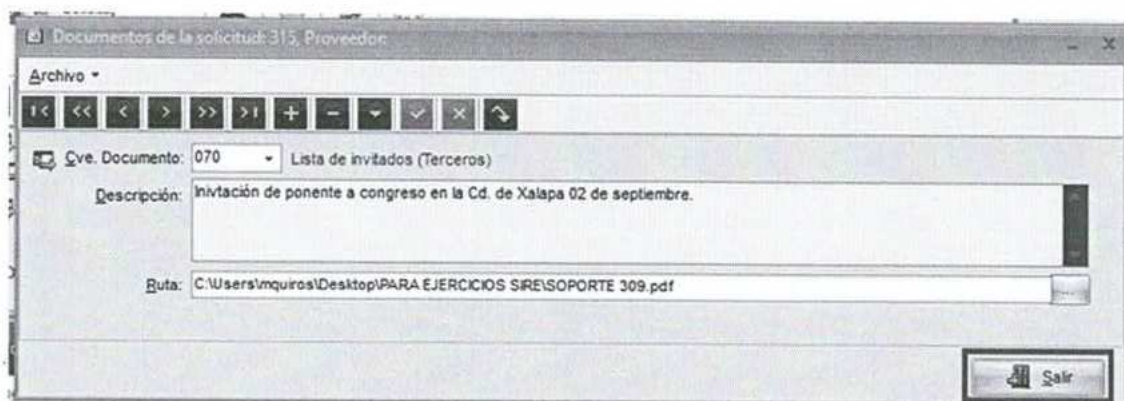 Documentos de la solicitud: 315, Proveedor:
Archivo
Cve. Documento: 070 Lista de invitados (Terceros)
Descripción: Inivtación de ponente a congreso en la Cd. de Xalapa 02 de septiembre.
Ruta: C:\Users\mquiros\Desktop\PARA EJERCICIOS SIRE\SOPORTE 309.pdf
...
Salir